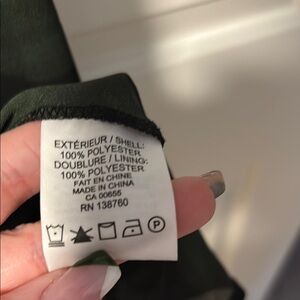 EXTÉRIEUR / SHELL:
100% POLYESTER
DOUBLURE / LINING:
100% POLYESTER
FAIT EN CHINE
MADE IN CHINA
CA 00655
RN 138760
P